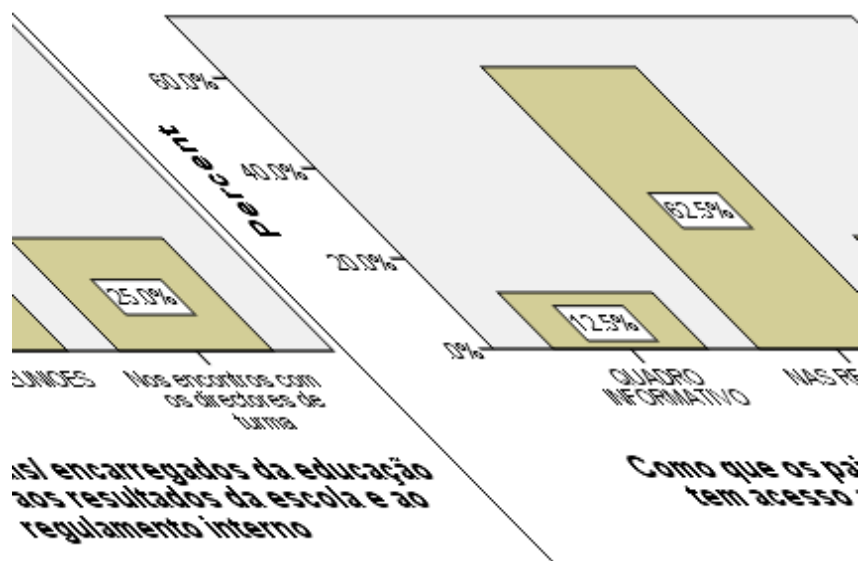 60.0%
40.0%
20.0%
.0%
Percent
62.5%
12.5%
25.0%
QUADRO
INFORMATIVO
NAS RE
EUNIOES
Nos encontros com
os directores de
turma
is/ encarregados da educação
aos resultados da escola e ao
regulamento interno
Como que os pai
tem acesso